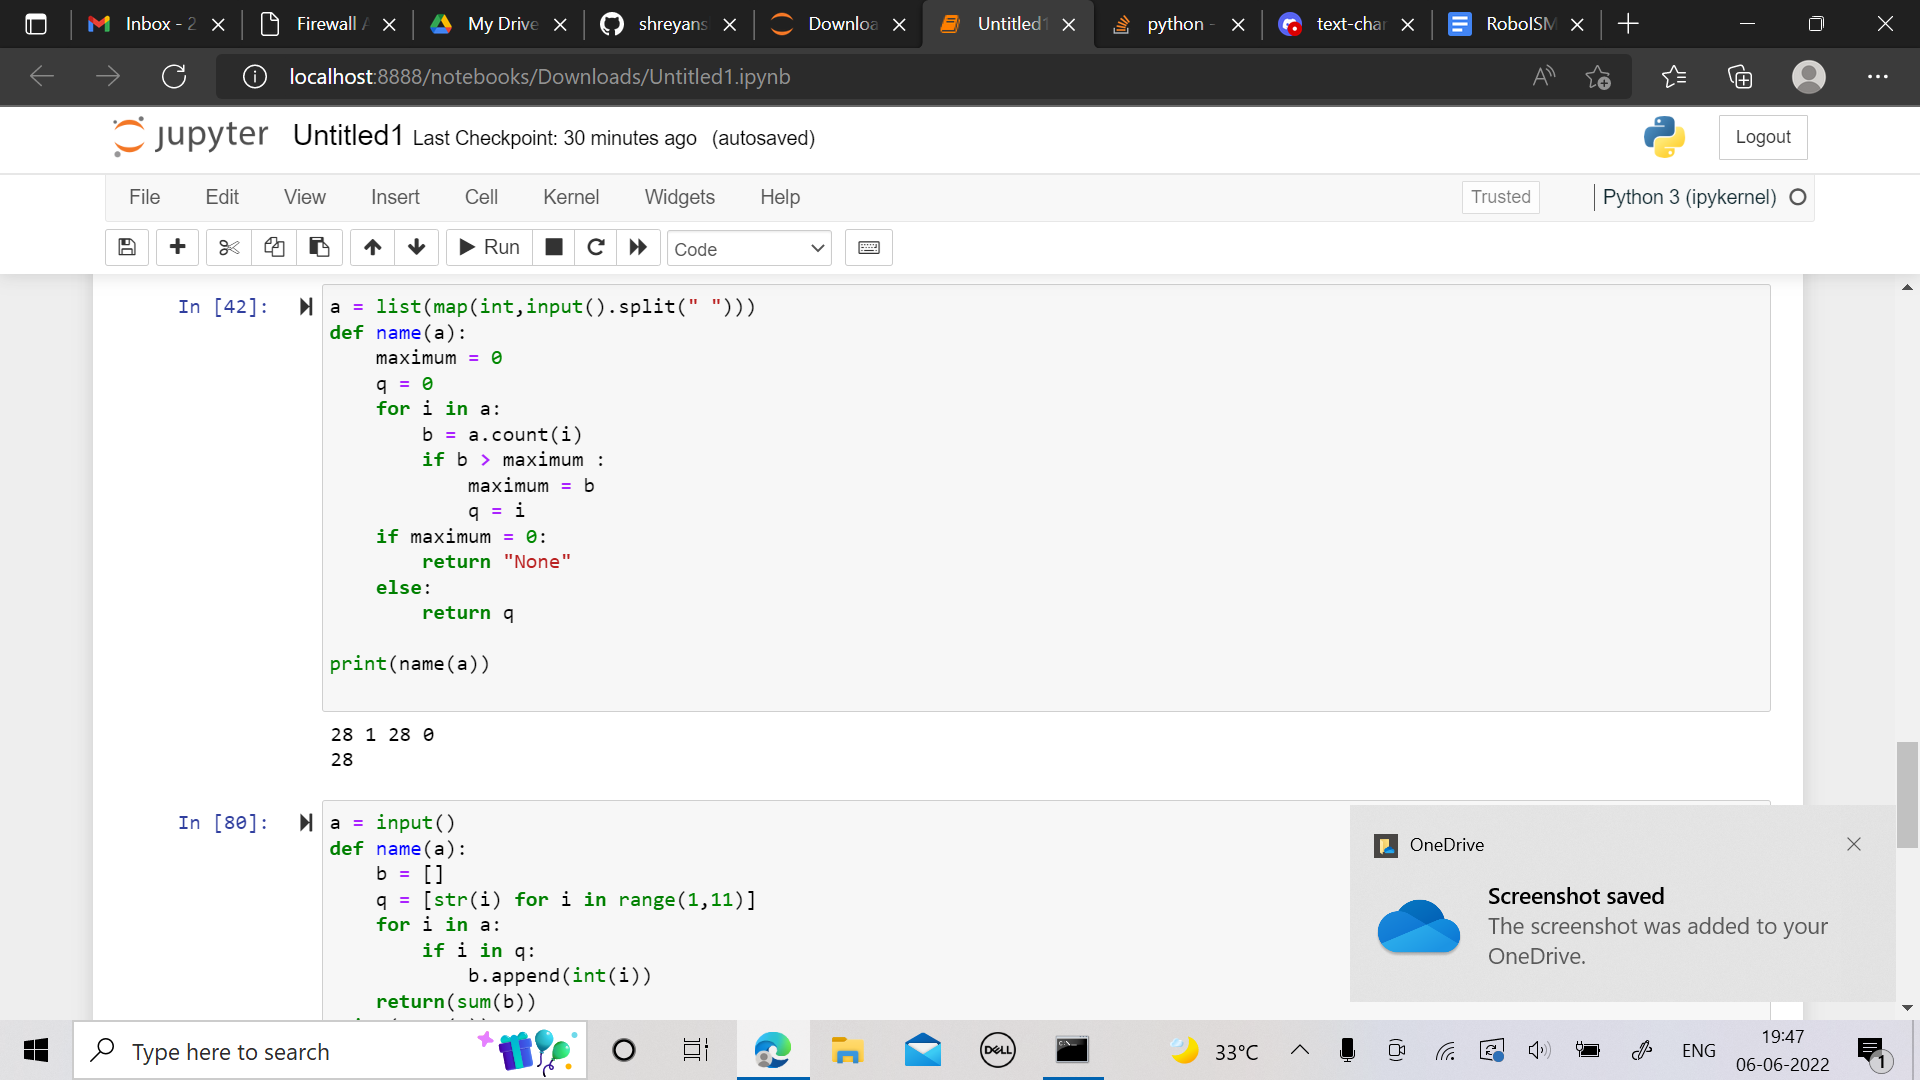 Inbox - 2
Firewall A
My Drive
shreyans
Downloa
Untitled1
python -
text-chan
RoboISM
localhost:8888/notebooks/Downloads/Untitled1.ipynb
jupyter Untitled1 Last Checkpoint: 30 minutes ago (autosaved)
Logout
File Edit View Insert Cell Kernel Widgets Help
Trusted
Python 3 (ipykernel)
Run
Code
In [42]:
a = list(map(int,input().split(" ")))
def name(a):
    maximum = 0
    q = 0
    for i in a:
        b = a.count(i)
        if b > maximum :
            maximum = b
            q = i
    if maximum = 0:
        return "None"
    else:
        return q
print(name(a))
28 1 28 0
28
In [80]:
a = input()
def name(a):
    b = []
    q = [str(i) for i in range(1,11)]
    for i in a:
        if i in q:
            b.append(int(i))
    return(sum(b))
OneDrive
Screenshot saved
The screenshot was added to your
OneDrive.
Type here to search
DELL
33°C
ENG
19:47
06-06-2022
1